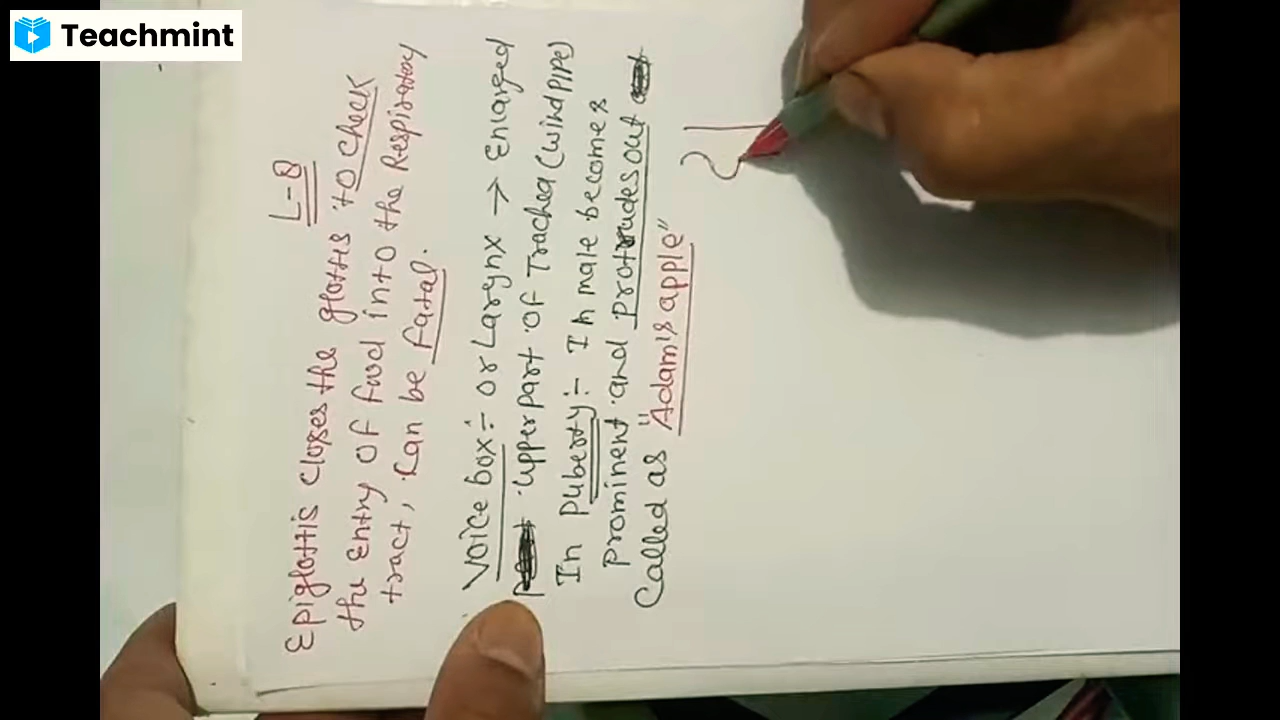 Teachmint
L-8
Epiglottis closes the glottis to check
the Entry of food into the Respiratory
tract, can be fatal.
Voice box:- or Larynx → Enlarged
upper part of Trachea (wind pipe)
In puberty:- In male becomes
prominent and protrudes out
called as "Adam's apple"